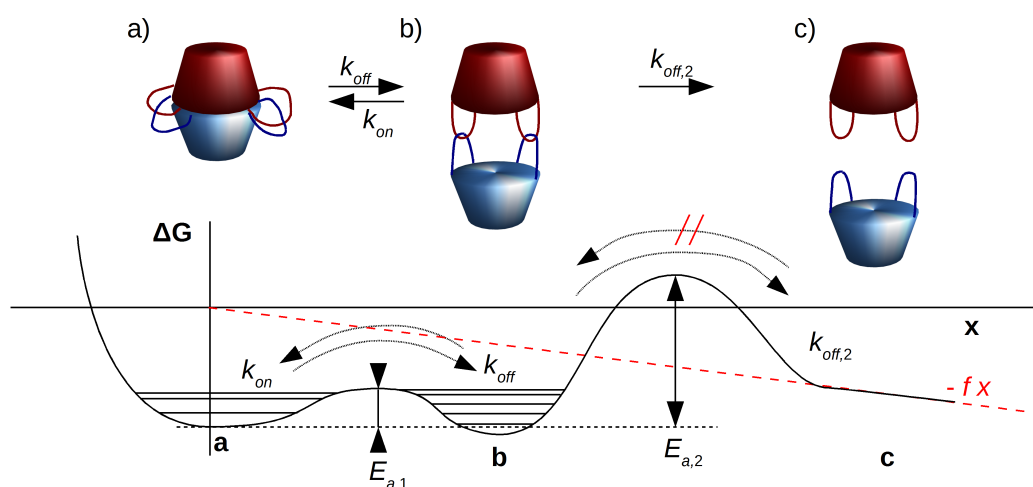 a)
b)
c)
k_off
k_on
k_off,2
ΔG
x
k_on
k_off
k_off,2
- f x
a
b
c
E_a,1
E_a,2